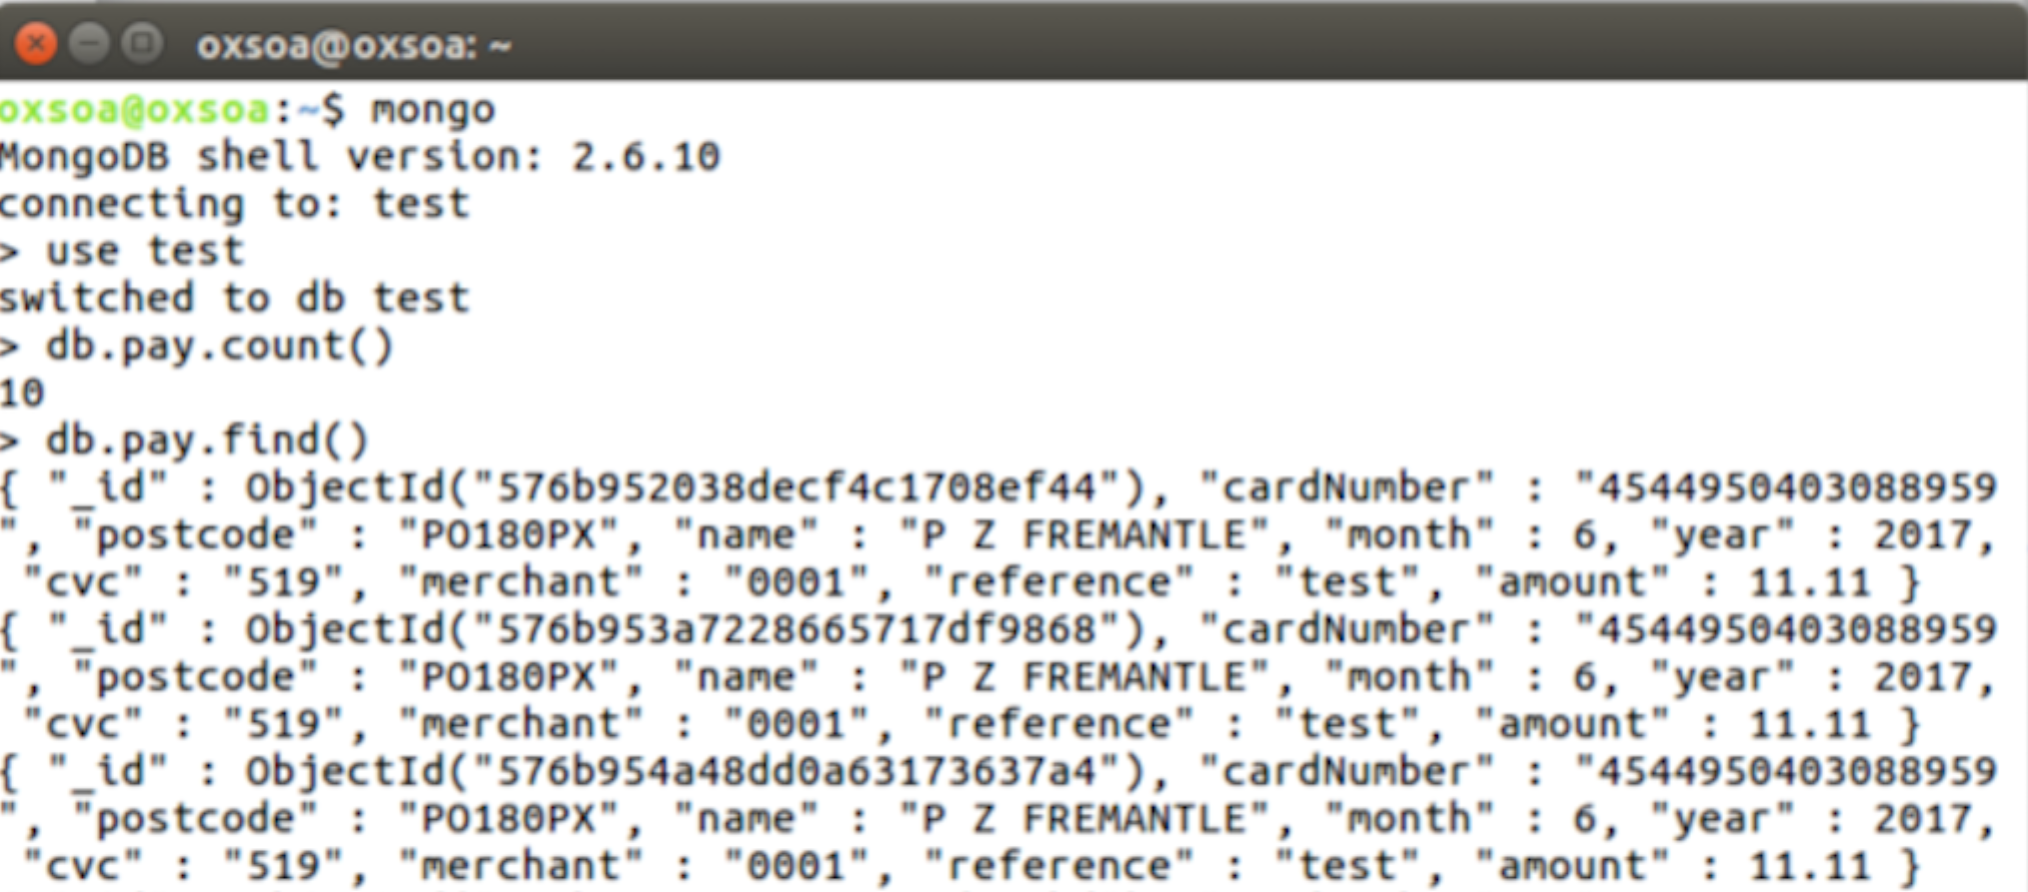 oxsoa@oxsoa: ~
oxsoa@oxsoa:~$ mongo
MongoDB shell version: 2.6.10
connecting to: test
> use test
switched to db test
> db.pay.count()
10
> db.pay.find()
{ "_id" : ObjectId("576b952038decf4c1708ef44"), "cardNumber" : "4544950403088959
", "postcode" : "PO180PX", "name" : "P Z FREMANTLE", "month" : 6, "year" : 2017,
"cvc" : "519", "merchant" : "0001", "reference" : "test", "amount" : 11.11 }
{ "_id" : ObjectId("576b953a7228665717df9868"), "cardNumber" : "4544950403088959
", "postcode" : "PO180PX", "name" : "P Z FREMANTLE", "month" : 6, "year" : 2017,
"cvc" : "519", "merchant" : "0001", "reference" : "test", "amount" : 11.11 }
{ "_id" : ObjectId("576b954a48dd0a63173637a4"), "cardNumber" : "4544950403088959
", "postcode" : "PO180PX", "name" : "P Z FREMANTLE", "month" : 6, "year" : 2017,
"cvc" : "519", "merchant" : "0001", "reference" : "test", "amount" : 11.11 }